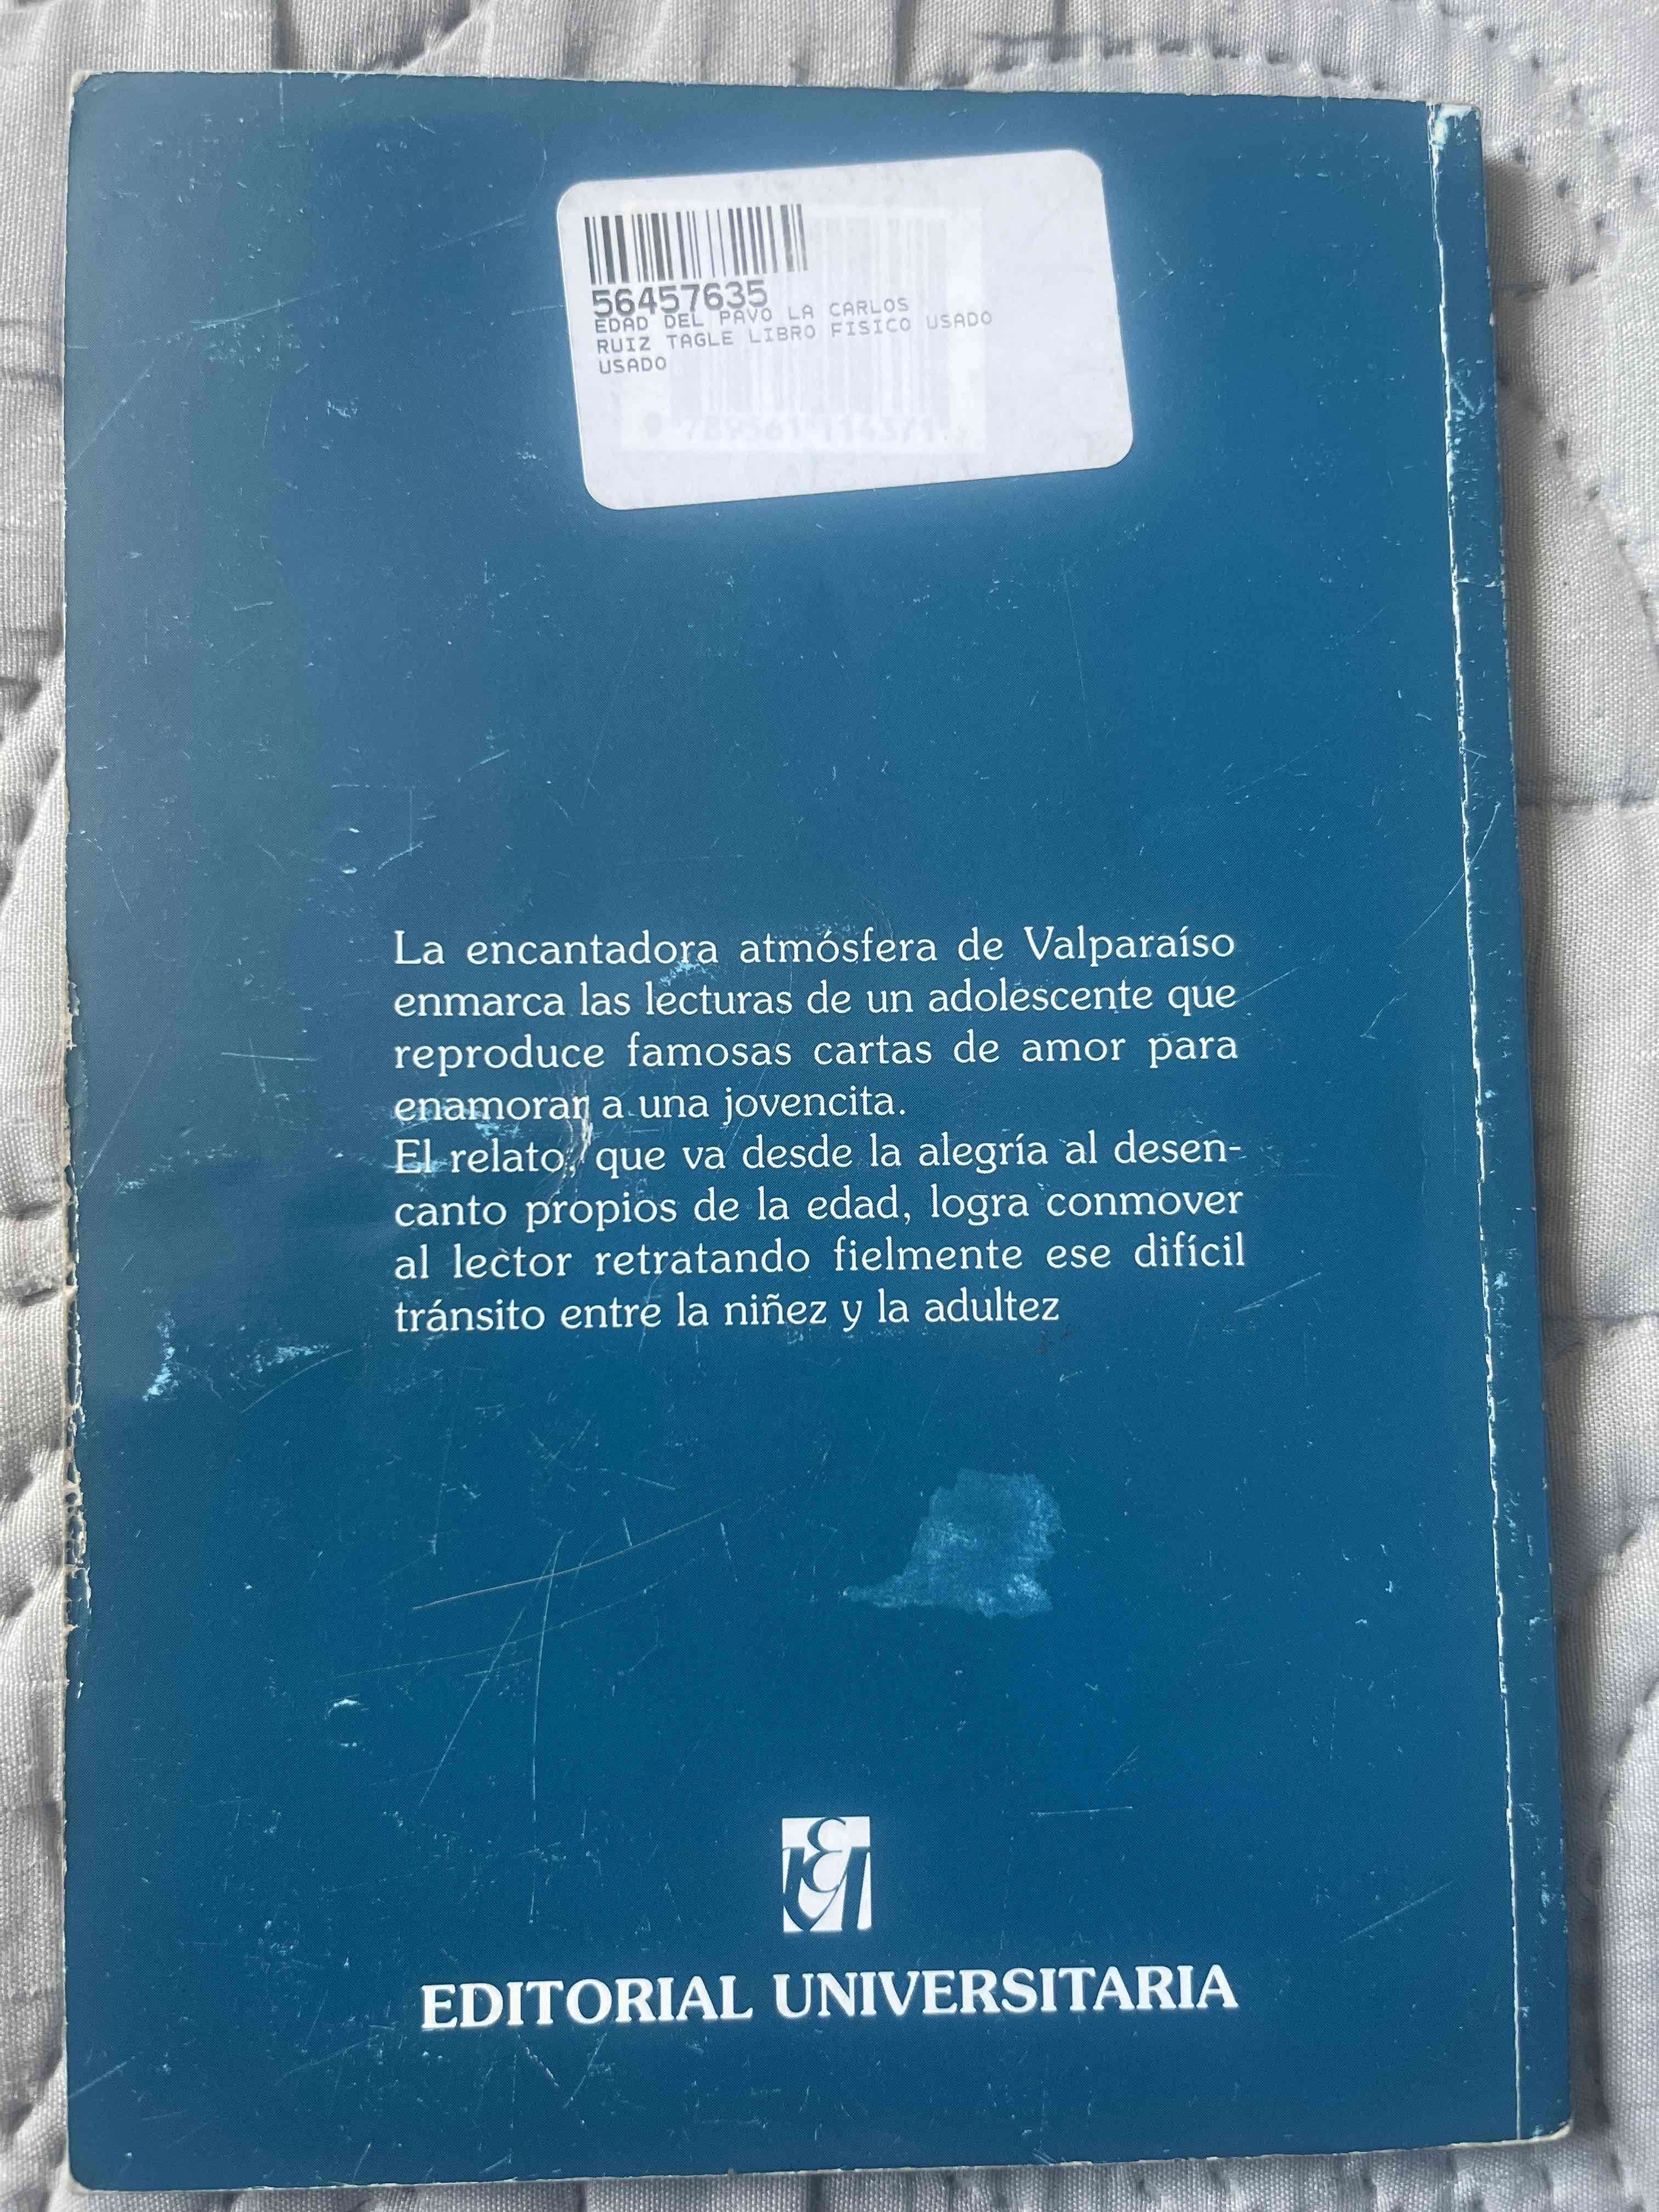 56457635
EDAD DEL PAVO LA CARLOS
RUIZ TAGLE LIBRO FISICO USADO
USADO
La encantadora atmósfera de Valparaíso
enmarca las lecturas de un adolescente que
reproduce famosas cartas de amor para
enamorar a una jovencita.
El relato, que va desde la alegría al desen-
canto propios de la edad, logra conmover
al lector retratando fielmente ese difícil
tránsito entre la niñez y la adultez
EDITORIAL UNIVERSITARIA